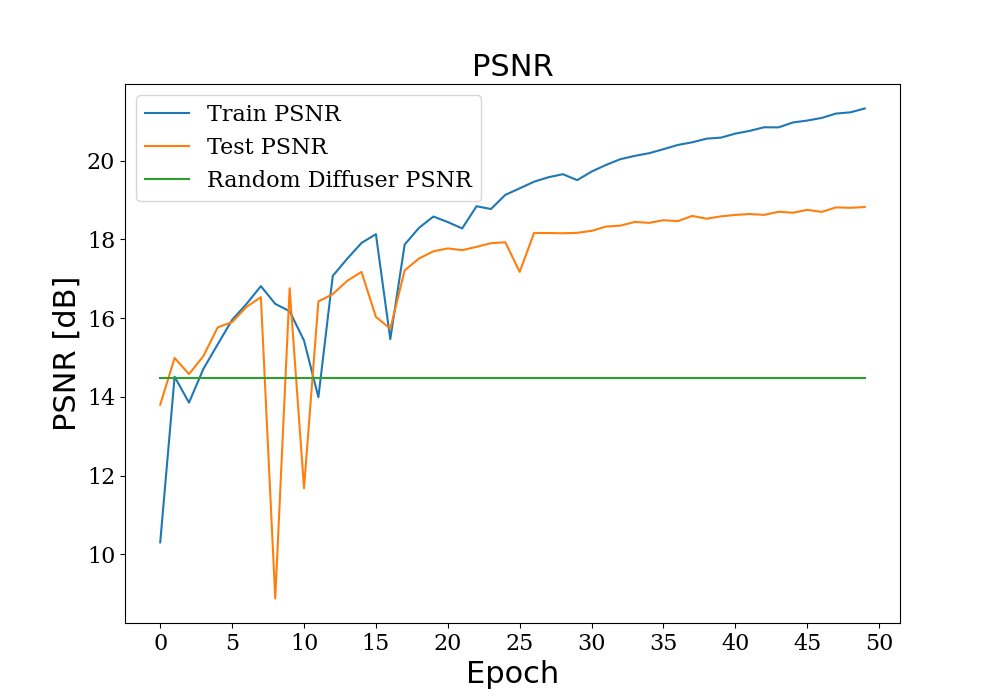 PSNR
Train PSNR
Test PSNR
Random Diffuser PSNR
PSNR [dB]
20
18
16
14
12
10
0 5 10 15 20 25 30 35 40 45 50
Epoch